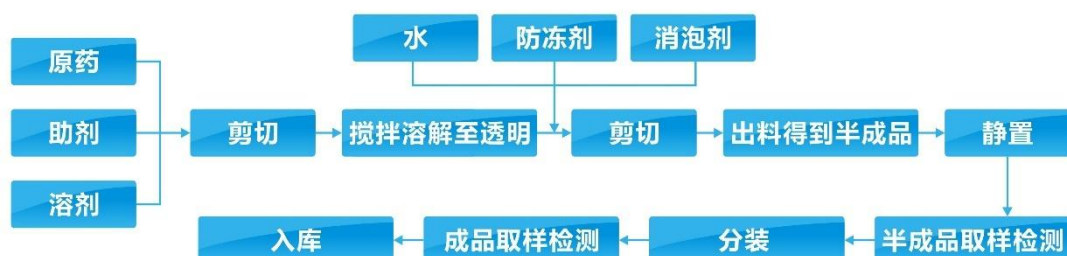 水
防冻剂
消泡剂
原药
助剂
溶剂
剪切
搅拌溶解至透明
剪切
出料得到半成品
静置
半成品取样检测
分装
成品取样检测
入库